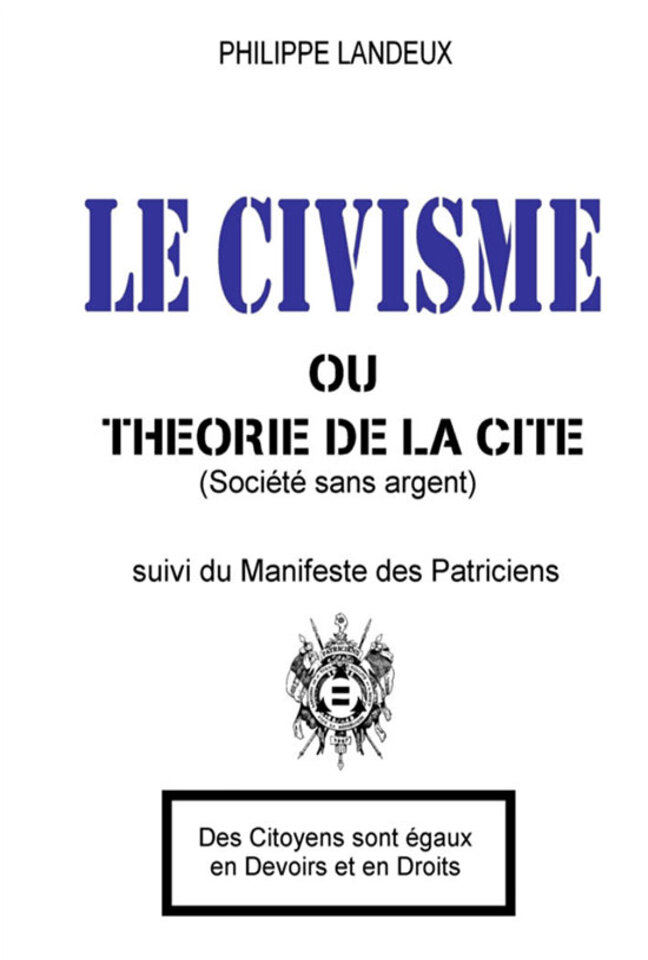 PHILIPPE LANDEUX
LE CIVISME
OU
THEORIE DE LA CITE
(Société sans argent)
suivi du Manifeste des Patriciens
PATRICIENS
Des Citoyens sont égaux
en Devoirs et en Droits